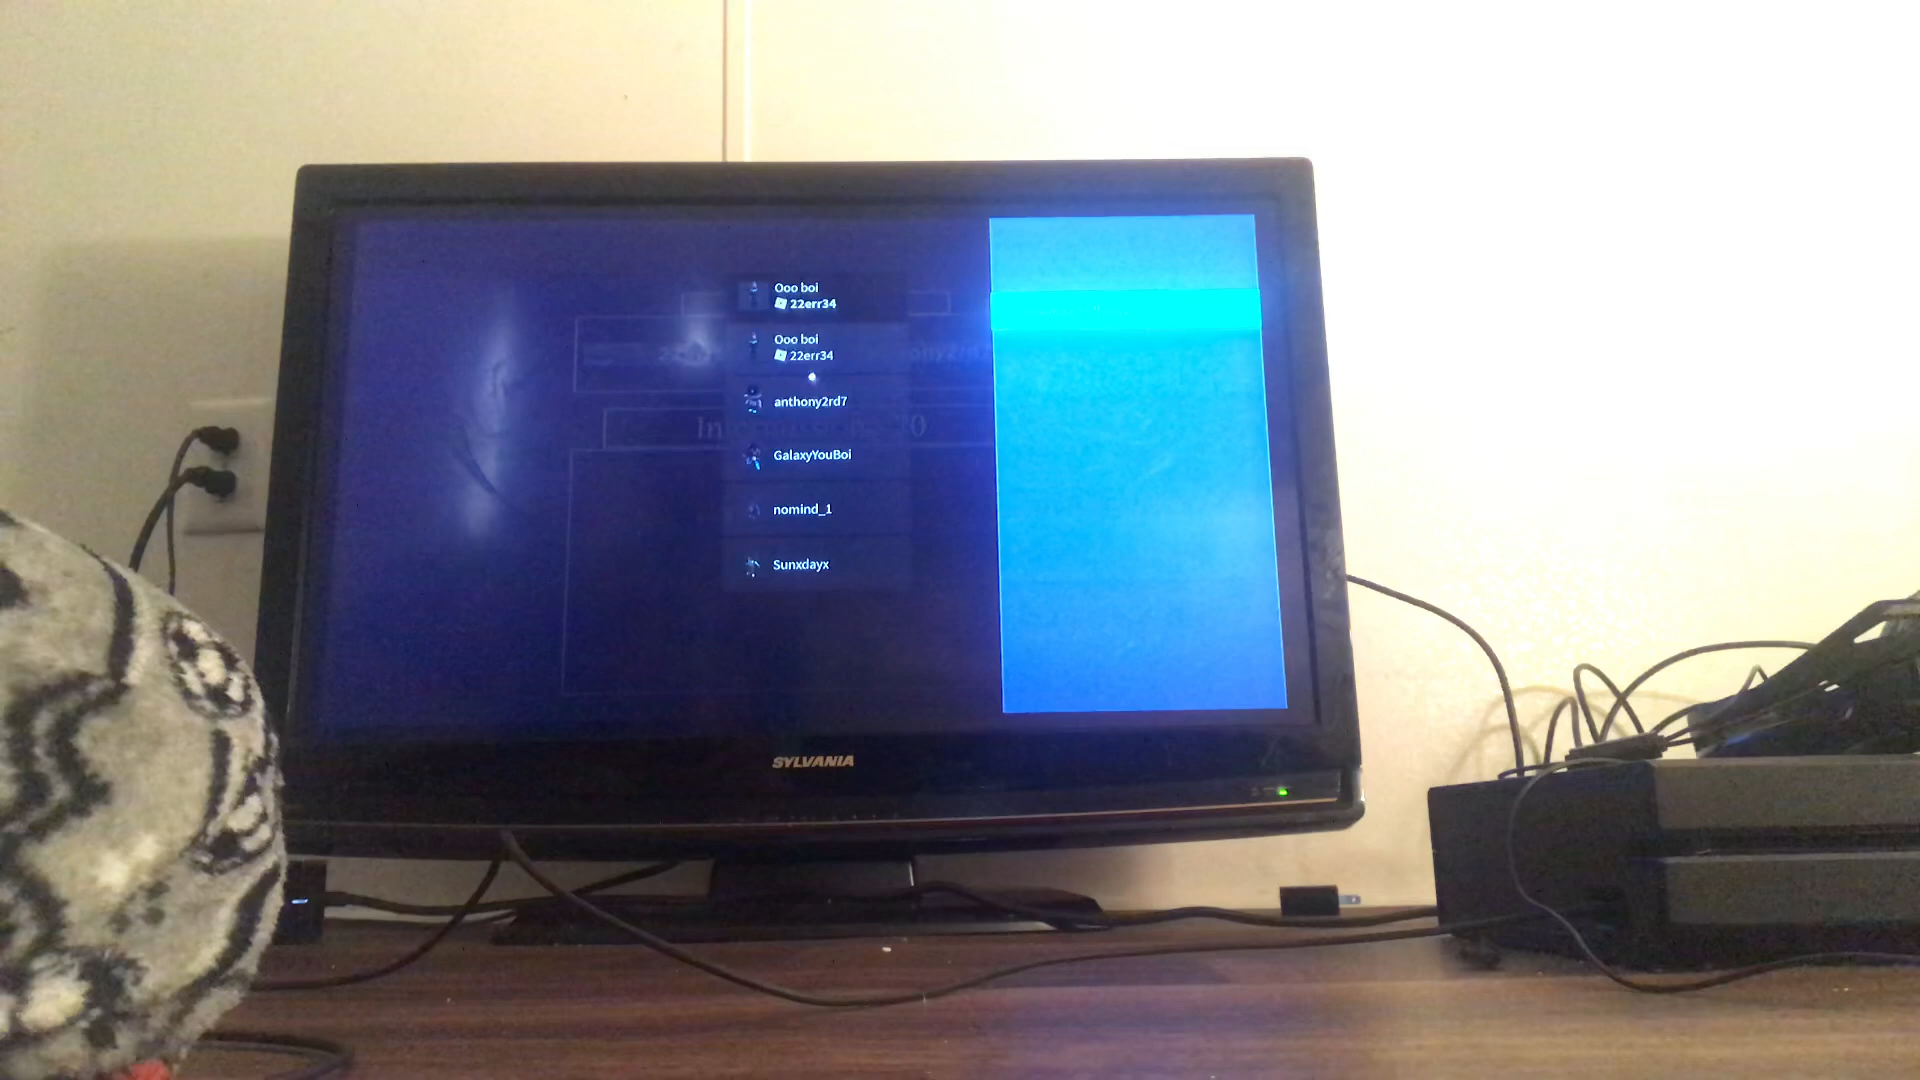 Ooo boi
22err34
Ooo boi
22err34
anthony2rd7
GalaxyYouBoi
nomind_1
Sunxdayx
SYLVANIA